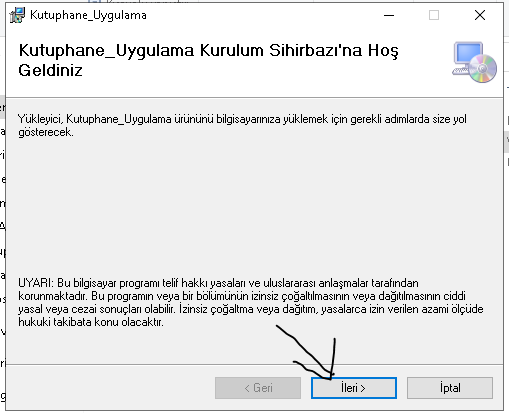 Kutuphane_Uygulama
Kutuphane_Uygulama Kurulum Sihirbazı'na Hoş
Geldiniz
Yükleyici, Kutuphane_Uygulama ürününü bilgisayarınıza yüklemek için gerekli adımlarda size yol
gösterecek.
UYARI: Bu bilgisayar programı telif hakkı yasaları ve uluslararası anlaşmalar tarafından
korunmaktadır. Bu programın veya bir bölümünün izinsiz çoğaltılmasının veya dağıtılmasının ciddi
yasal veya cezai sonuçları olabilir. İzinsiz çoğaltma veya dağıtım, yasalarca izin verilen azami ölçüde
hukuki takibata konu olacaktır.
< Geri
İleri >
İptal